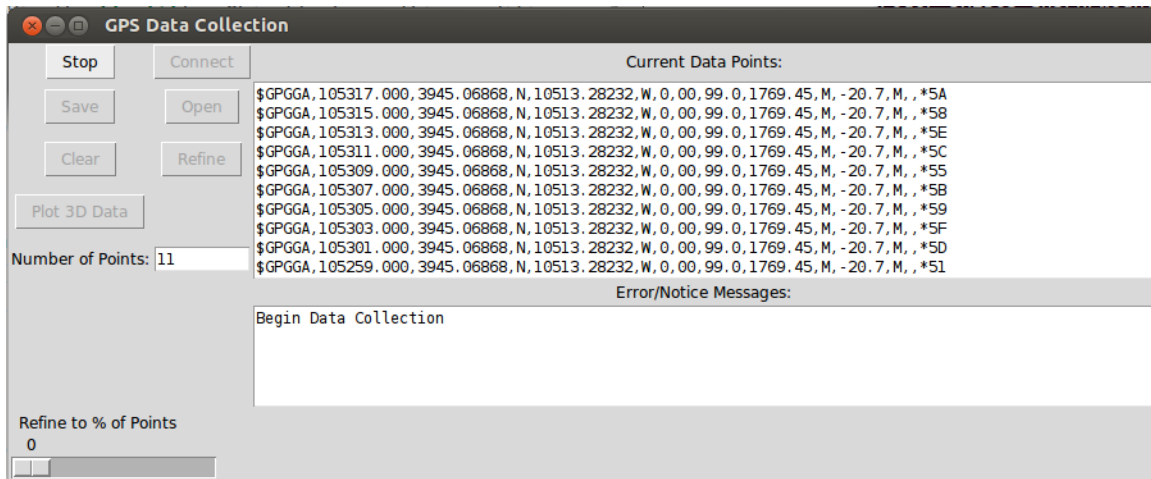 GPS Data Collection
Stop
Connect
Save
Open
Clear
Refine
Plot 3D Data
Number of Points: 11
Current Data Points:
$GPGGA,105317.000,3945.06868,N,10513.28232,W,0,00,99.0,1769.45,M,-20.7,M,,*5A
$GPGGA,105315.000,3945.06868,N,10513.28232,W,0,00,99.0,1769.45,M,-20.7,M,,*58
$GPGGA,105313.000,3945.06868,N,10513.28232,W,0,00,99.0,1769.45,M,-20.7,M,,*5E
$GPGGA,105311.000,3945.06868,N,10513.28232,W,0,00,99.0,1769.45,M,-20.7,M,,*5C
$GPGGA,105309.000,3945.06868,N,10513.28232,W,0,00,99.0,1769.45,M,-20.7,M,,*55
$GPGGA,105307.000,3945.06868,N,10513.28232,W,0,00,99.0,1769.45,M,-20.7,M,,*5B
$GPGGA,105305.000,3945.06868,N,10513.28232,W,0,00,99.0,1769.45,M,-20.7,M,,*59
$GPGGA,105303.000,3945.06868,N,10513.28232,W,0,00,99.0,1769.45,M,-20.7,M,,*5F
$GPGGA,105301.000,3945.06868,N,10513.28232,W,0,00,99.0,1769.45,M,-20.7,M,,*5D
$GPGGA,105259.000,3945.06868,N,10513.28232,W,0,00,99.0,1769.45,M,-20.7,M,,*51
Error/Notice Messages:
Begin Data Collection
Refine to % of Points
0